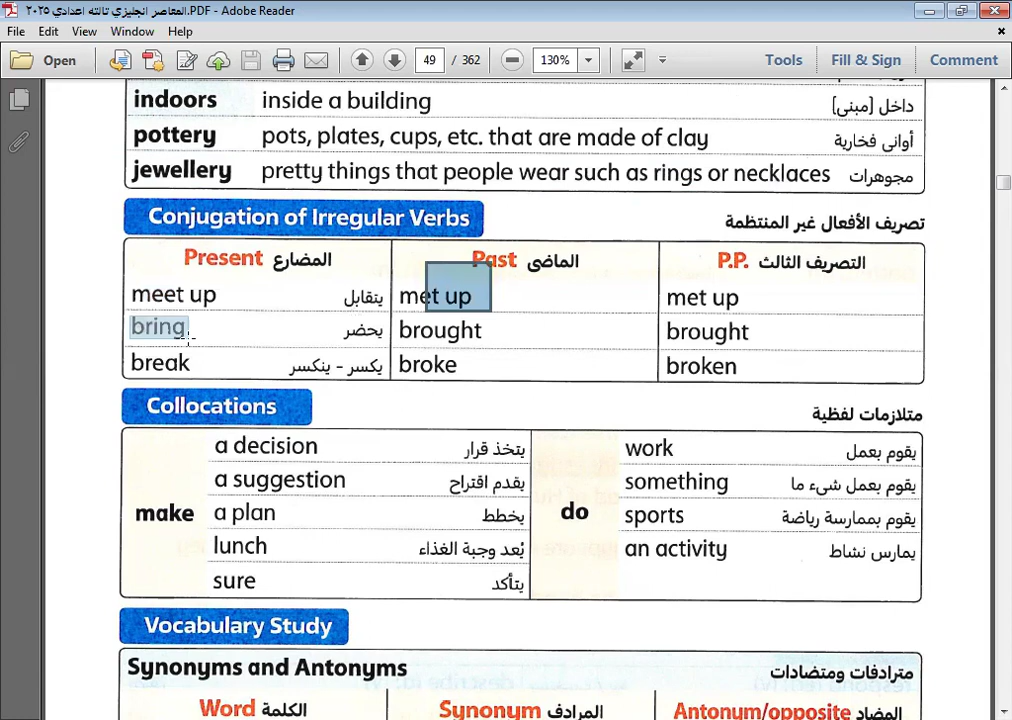 المعاصر انجليزي تالته اعدادي ٢٠٢٥.PDF - Adobe Reader
File Edit View Window Help
Open 49 / 362 130% Tools Fill & Sign Comment
indoors inside a building داخل [مبنى]
pottery pots, plates, cups, etc. that are made of clay أوانى فخارية
jewellery pretty things that people wear such as rings or necklaces مجوهرات
Conjugation of Irregular Verbs تصريف الأفعال غير المنتظمة
Present المضارع Past الماضى P.P. التصريف الثالث
meet up يتقابل met up met up
bring يحضر brought brought
break يكسر - ينكسر broke broken
Collocations متلازمات لفظية
make
a decision يتخذ قرار
a suggestion يقدم اقتراح
a plan يخطط
lunch يُعد وجبة الغذاء
sure يتأكد
do
work يقوم بعمل
something يقوم بعمل شىء ما
sports يقوم بممارسة رياضة
an activity يمارس نشاط
Vocabulary Study
Synonyms and Antonyms مترادفات ومتضادات
Word الكلمة Synonym المرادف Antonym/opposite المضاد